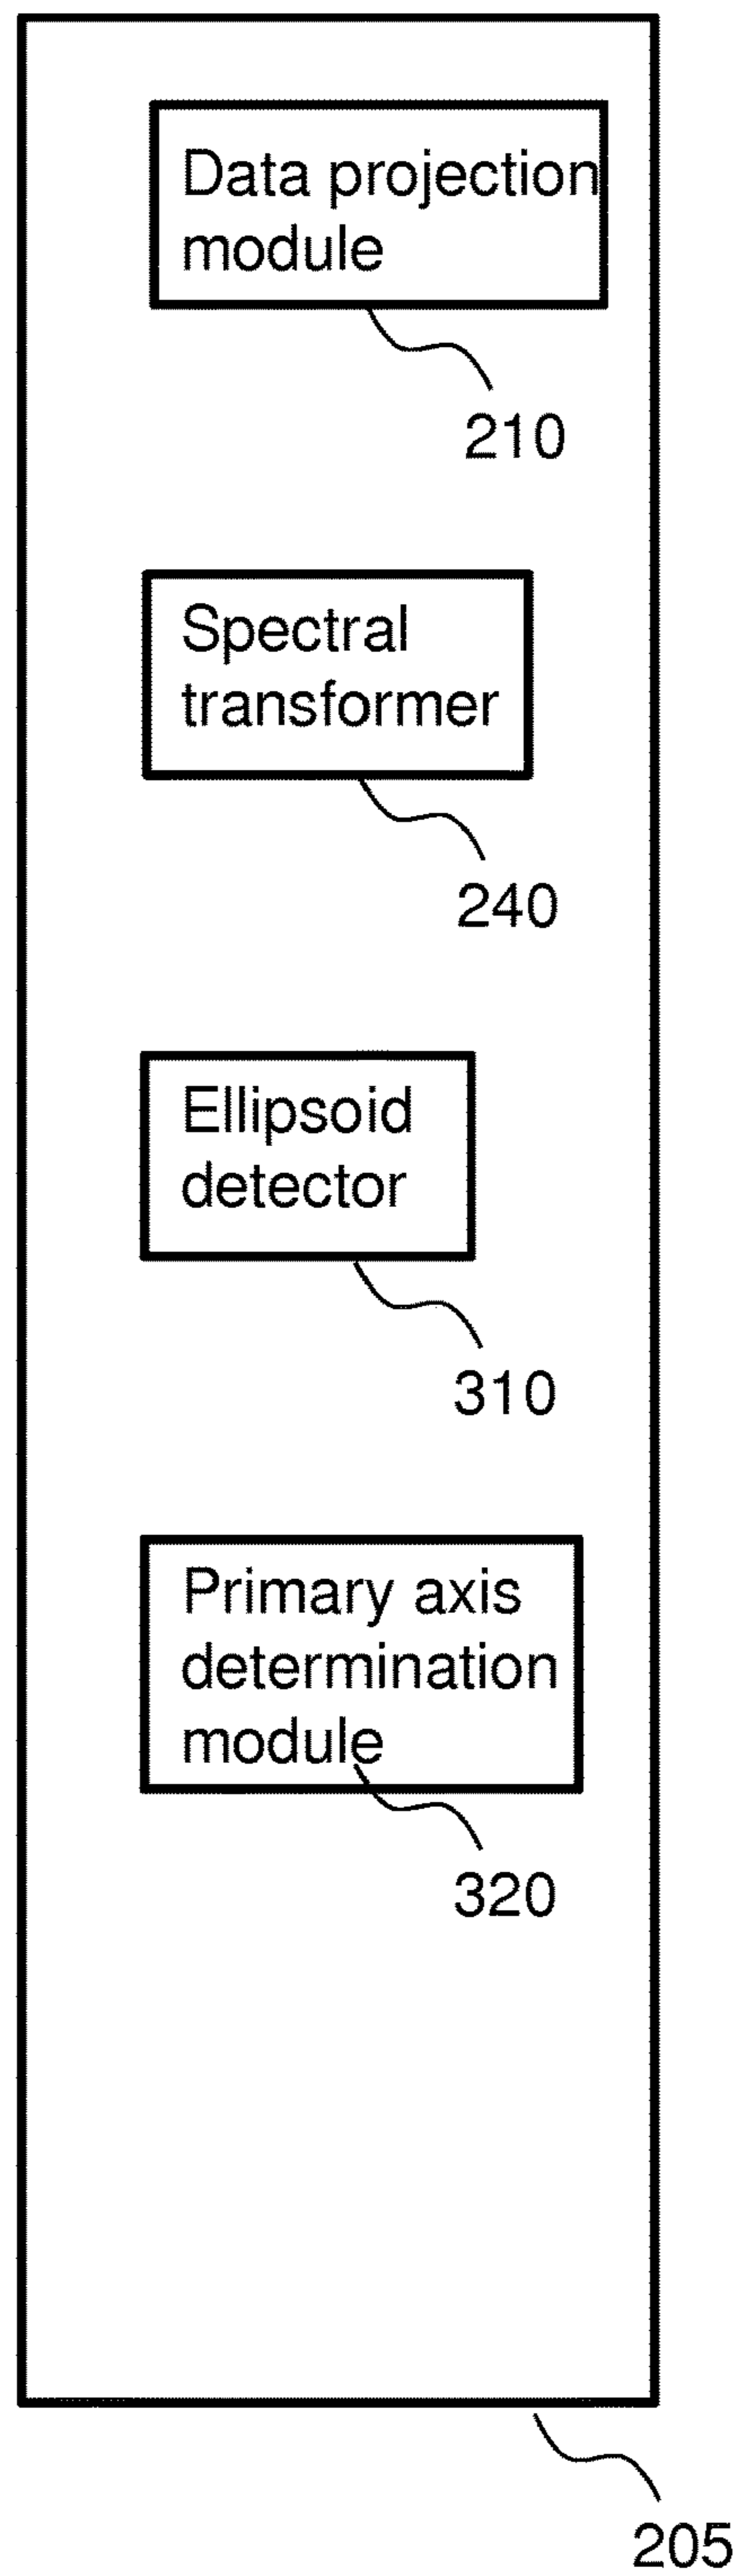 Data projection
module
210
Spectral
transformer
240
Ellipsoid
detector
310
Primary axis
determination
module
320
205